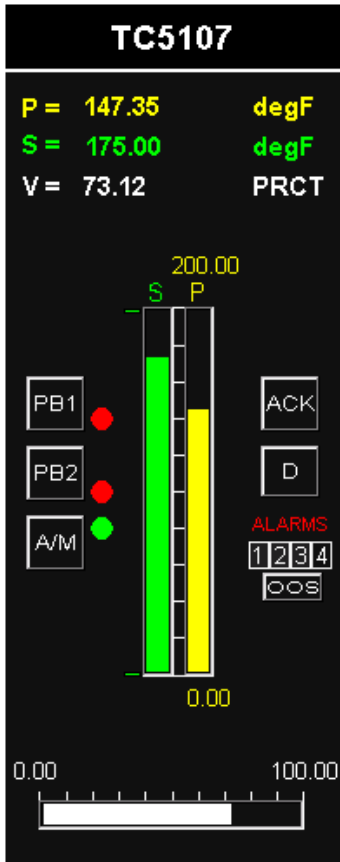 TC5107
P = 147.35 degF
S = 175.00 degF
V = 73.12 PRCT
200.00
S P
PB1 ACK
PB2 D
A/M ALARMS
1 2 3 4
OOS
0.00
0.00 100.00